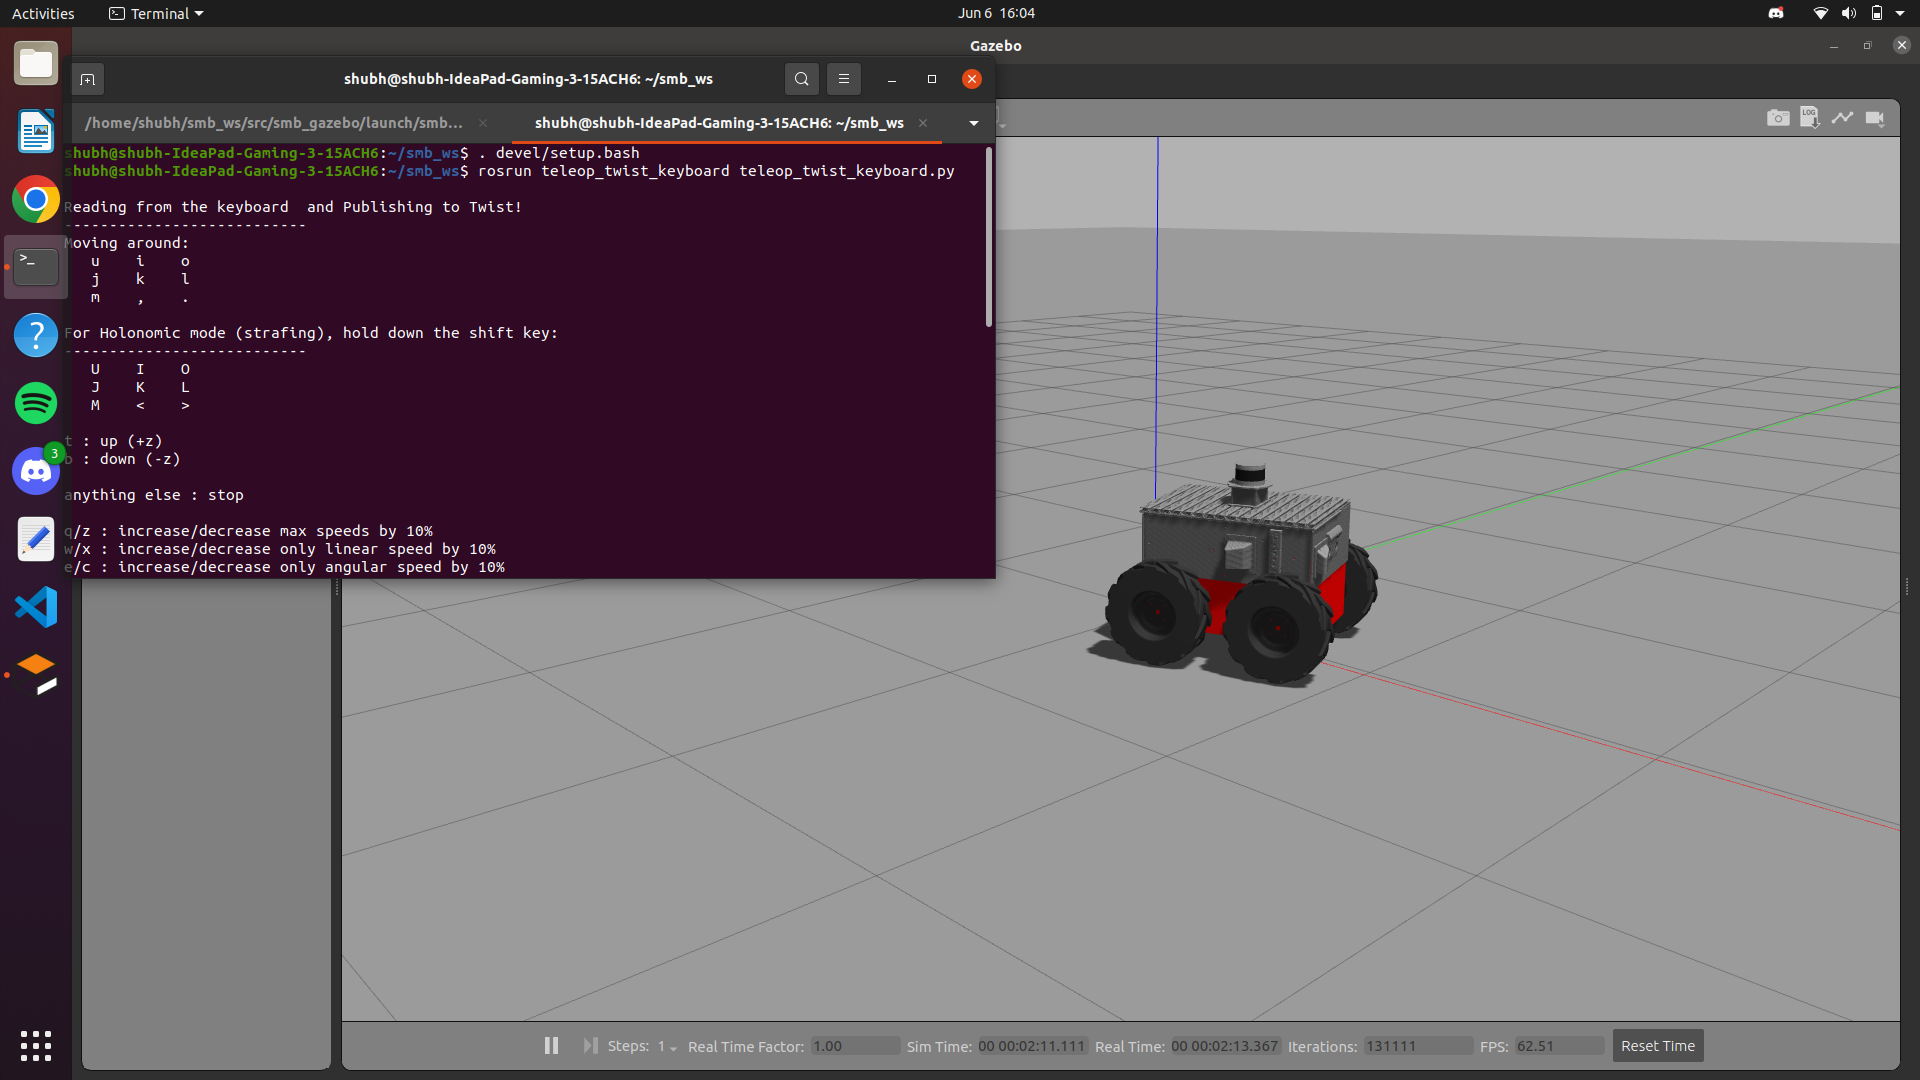 Activities
Terminal
Jun 6 16:04
Gazebo
shubh@shubh-IdeaPad-Gaming-3-15ACH6: ~/smb_ws
/home/shubh/smb_ws/src/smb_gazebo/launch/smb...
shubh@shubh-IdeaPad-Gaming-3-15ACH6: ~/smb_ws
shubh@shubh-IdeaPad-Gaming-3-15ACH6:~/smb_ws$ . devel/setup.bash
shubh@shubh-IdeaPad-Gaming-3-15ACH6:~/smb_ws$ rosrun teleop_twist_keyboard teleop_twist_keyboard.py
Reading from the keyboard  and Publishing to Twist!
---------------------------
Moving around:
u    i    o
j    k    l
m    ,    .
For Holonomic mode (strafing), hold down the shift key:
---------------------------
U    I    O
J    K    L
M    <    >
t : up (+z)
b : down (-z)
anything else : stop
q/z : increase/decrease max speeds by 10%
w/x : increase/decrease only linear speed by 10%
e/c : increase/decrease only angular speed by 10%
LOG
>_
?
3
Steps: 1
Real Time Factor: 1.00
Sim Time: 00 00:02:11.111
Real Time: 00 00:02:13.367
Iterations: 131111
FPS: 62.51
Reset Time